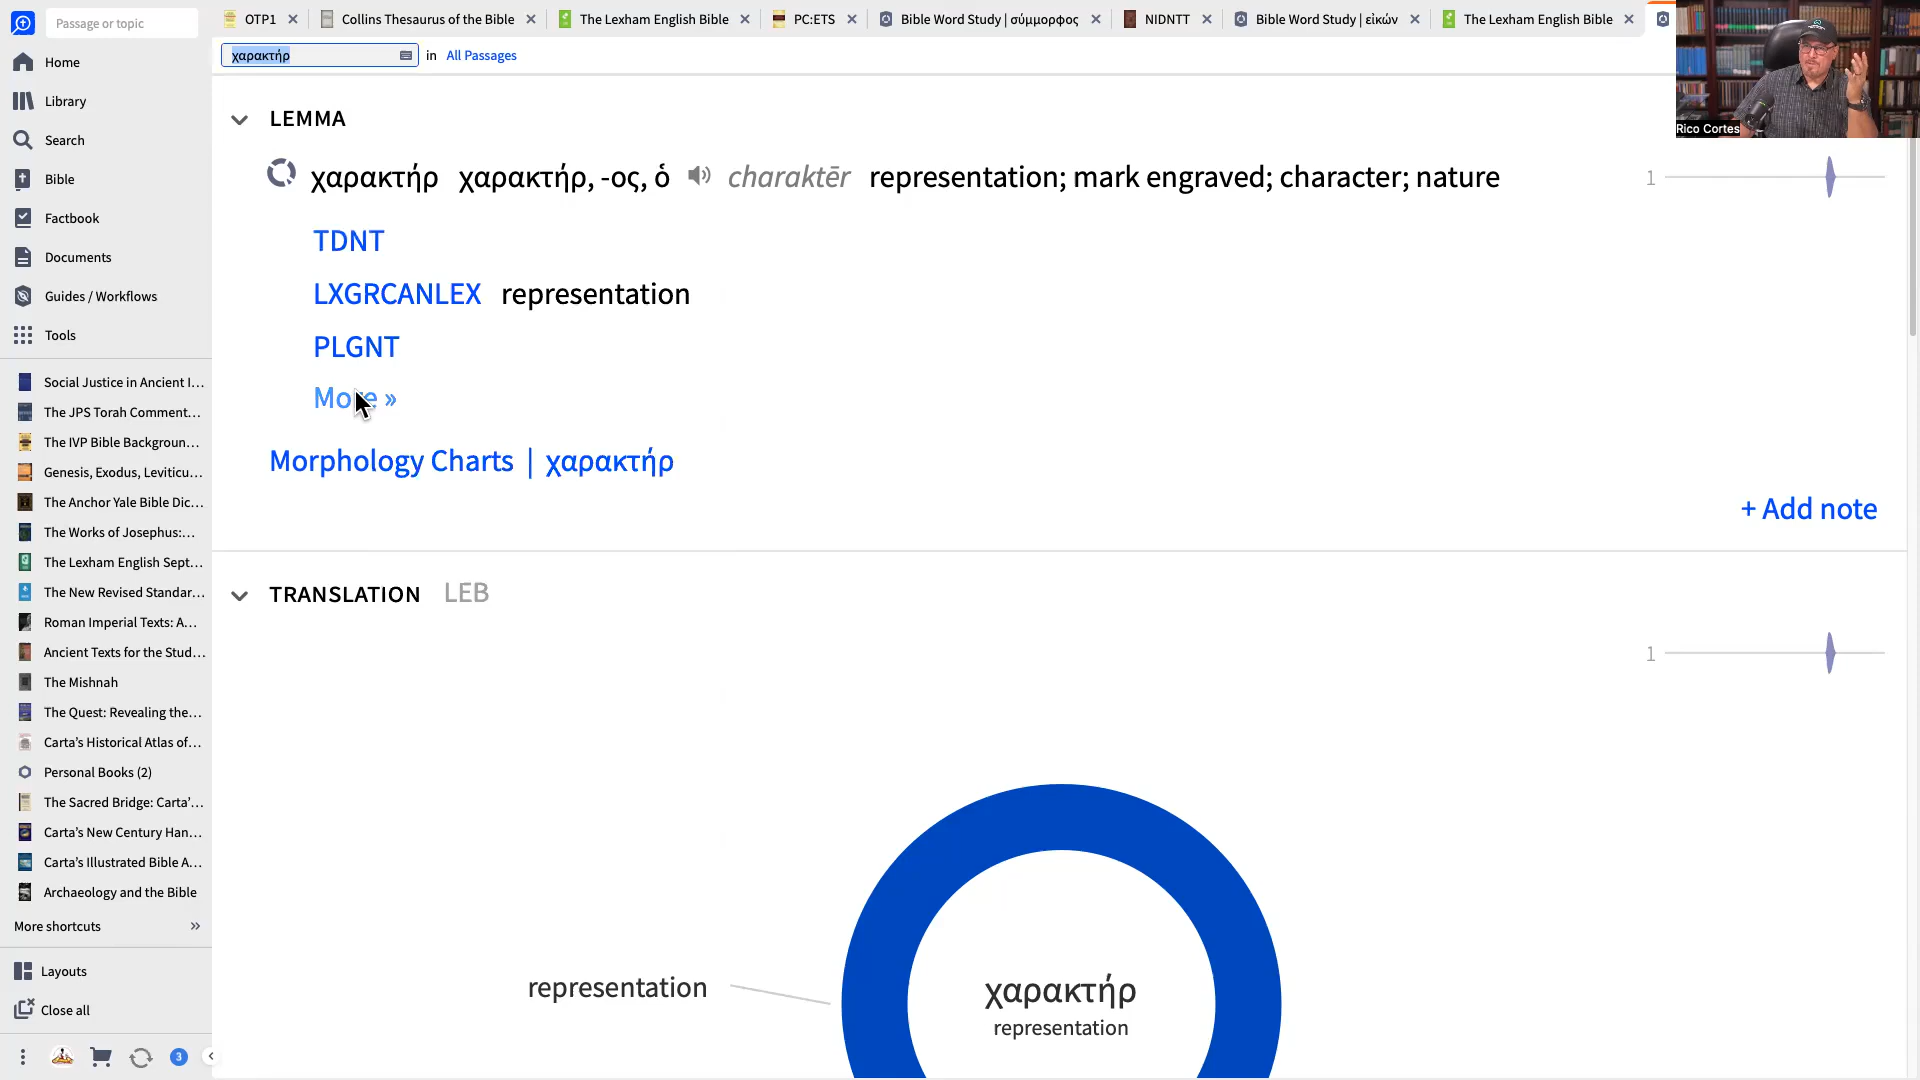 Passage or topic
OTP1
Collins Thesaurus of the Bible
The Lexham English Bible
PC:ETS
Bible Word Study | σύμμορφος
NIDNTT
Bible Word Study | εἰκών
The Lexham English Bible
χαρακτήρ in All Passages
Rico Cortes
Home
Library
Search
Bible
Factbook
Documents
Guides / Workflows
Tools
Social Justice in Ancient I...
The JPS Torah Comment...
The IVP Bible Backgroun...
Genesis, Exodus, Leviticu...
The Anchor Yale Bible Dic...
The Works of Josephus:...
The Lexham English Sept...
The New Revised Standar...
Roman Imperial Texts: A...
Ancient Texts for the Stud...
The Mishnah
The Quest: Revealing the...
Carta's Historical Atlas of...
Personal Books (2)
The Sacred Bridge: Carta'...
Carta's New Century Han...
Carta's Illustrated Bible A...
Archaeology and the Bible
More shortcuts »
Layouts
Close all
3
LEMMA
χαρακτήρ χαρακτήρ, -ος, ὁ charaktēr representation; mark engraved; character; nature 1
TDNT
LXGRCANLEX representation
PLGNT
More »
Morphology Charts | χαρακτήρ
+ Add note
TRANSLATION LEB
1
representation
χαρακτήρ
representation